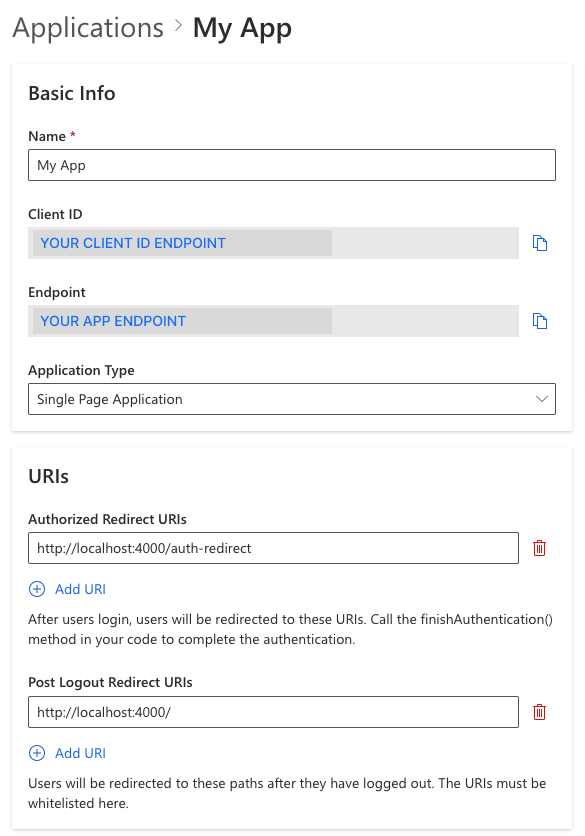 Applications > My App
Basic Info
Name *
My App
Client ID
YOUR CLIENT ID ENDPOINT
Endpoint
YOUR APP ENDPOINT
Application Type
Single Page Application
URIs
Authorized Redirect URIs
http://localhost:4000/auth-redirect
Add URI
After users login, users will be redirected to these URIs. Call the finishAuthentication()
method in your code to complete the authentication.
Post Logout Redirect URIs
http://localhost:4000/
Add URI
Users will be redirected to these paths after they have logged out. The URIs must be
whitelisted here.